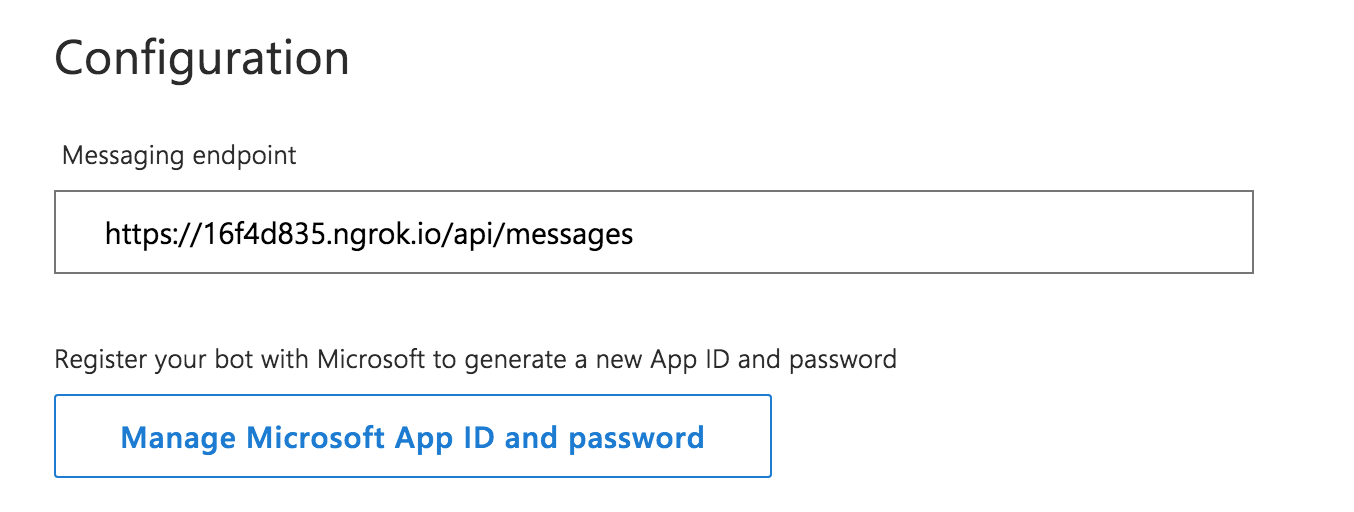 Configuration
Messaging endpoint
https://16f4d835.ngrok.io/api/messages
Register your bot with Microsoft to generate a new App ID and password
Manage Microsoft App ID and password